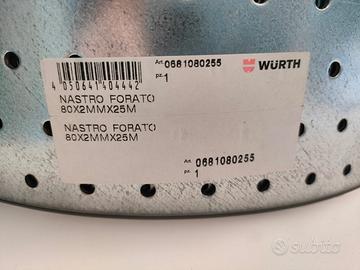 Art. 0681080255
pz. 1
WÜRTH
4 050641 404442
NASTRO FORATO
80X2MMX25M
NASTRO FORATO
80X2MMX25M
Art. 0681080255
pz. 1
subito